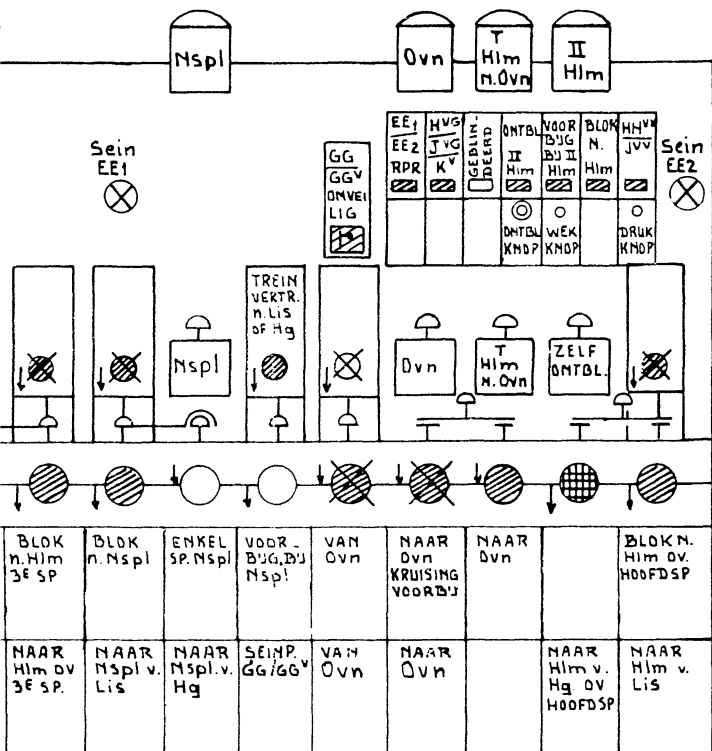 Nspl
Ovn
T
Hlm
n.Ovn
II
Hlm
Sein
EE1
GG
GGV
ONVEI
LIG
EE1
EE2
RPR
HVG
JVG
KV
GEBLIN-
DEERD
ONTBL
II
Hlm
VOOR
BIJG
BIJ II
Hlm
BLOK
N.
Hlm
HHVV
JVV
Sein
EE2
ONTBL
KNOP
WEK
KNOP
DRUK
KNOP
TREIN
VERTR.
n.Lis
OF Hg
Nspl
Ovn
T
Hlm
n.Ovn
ZELF
ONTBL.
BLOK
n.Hlm
3E SP
BLOK
n.Nspl
ENKEL
SP.Nspl
VOOR-
BIJG.BIJ
Nspl
VAN
Ovn
NAAR
Ovn
KRUISING
VOORBIJ
NAAR
Ovn
BLOK N.
Hlm OV.
HOOFDSP
NAAR
Hlm OV
3E SP.
NAAR
Nspl v.
Lis
NAAR
Nspl.v.
Hg
SEINP.
GG/GGV
VAN
Ovn
NAAR
Ovn
NAAR
Hlm v.
Hg OV
HOOFDSP
NAAR
Hlm v.
Lis